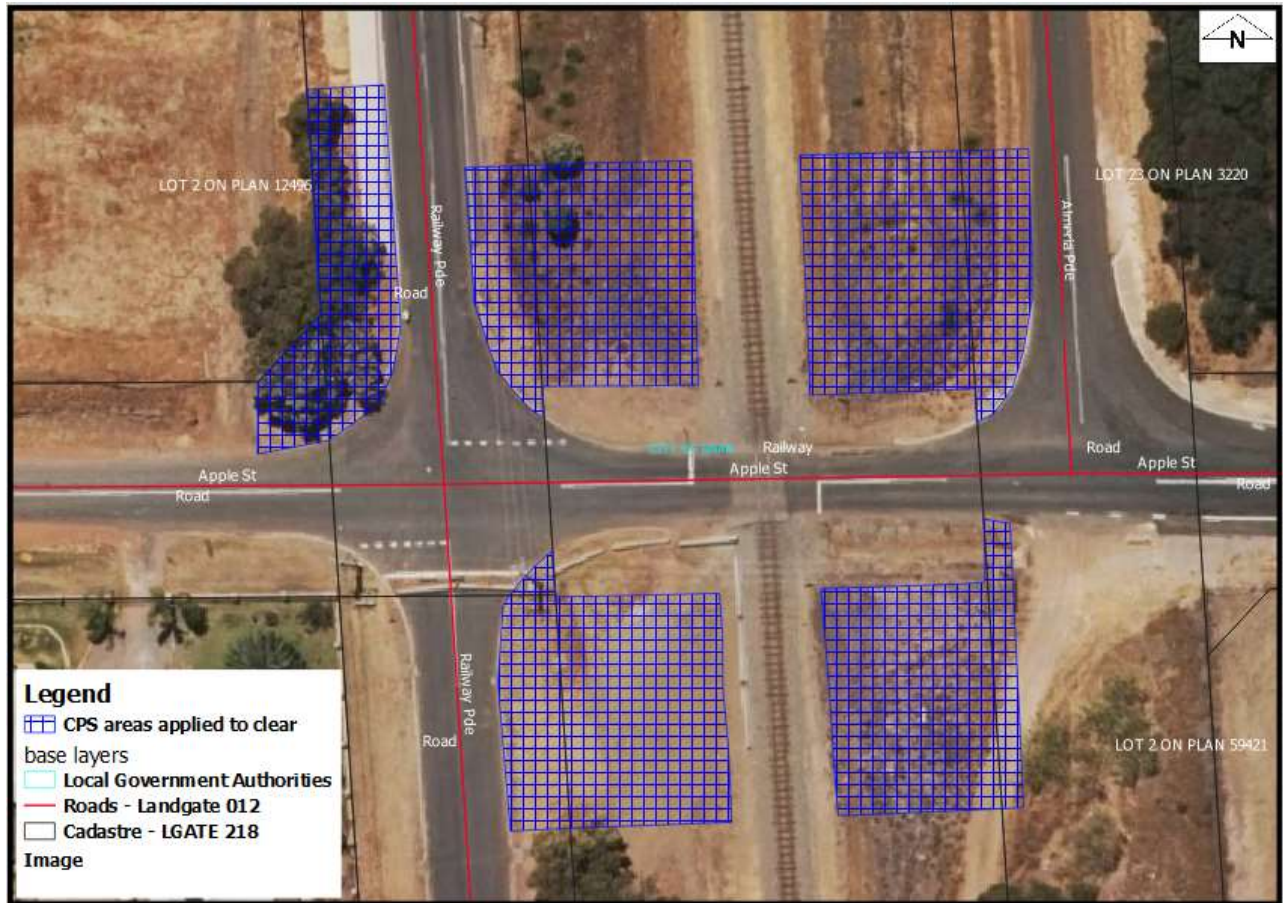 N
LOT 2 ON PLAN 12496
LOT 23 ON PLAN 3220
Railway Pde
Almeria Pde
Road
Railway
Road
Apple St
Apple St
Apple St
Road
Road
Railway Pde
Road
LOT 2 ON PLAN 59421
Legend
CPS areas applied to clear
base layers
Local Government Authorities
Roads - Landgate 012
Cadastre - LGATE 218
Image